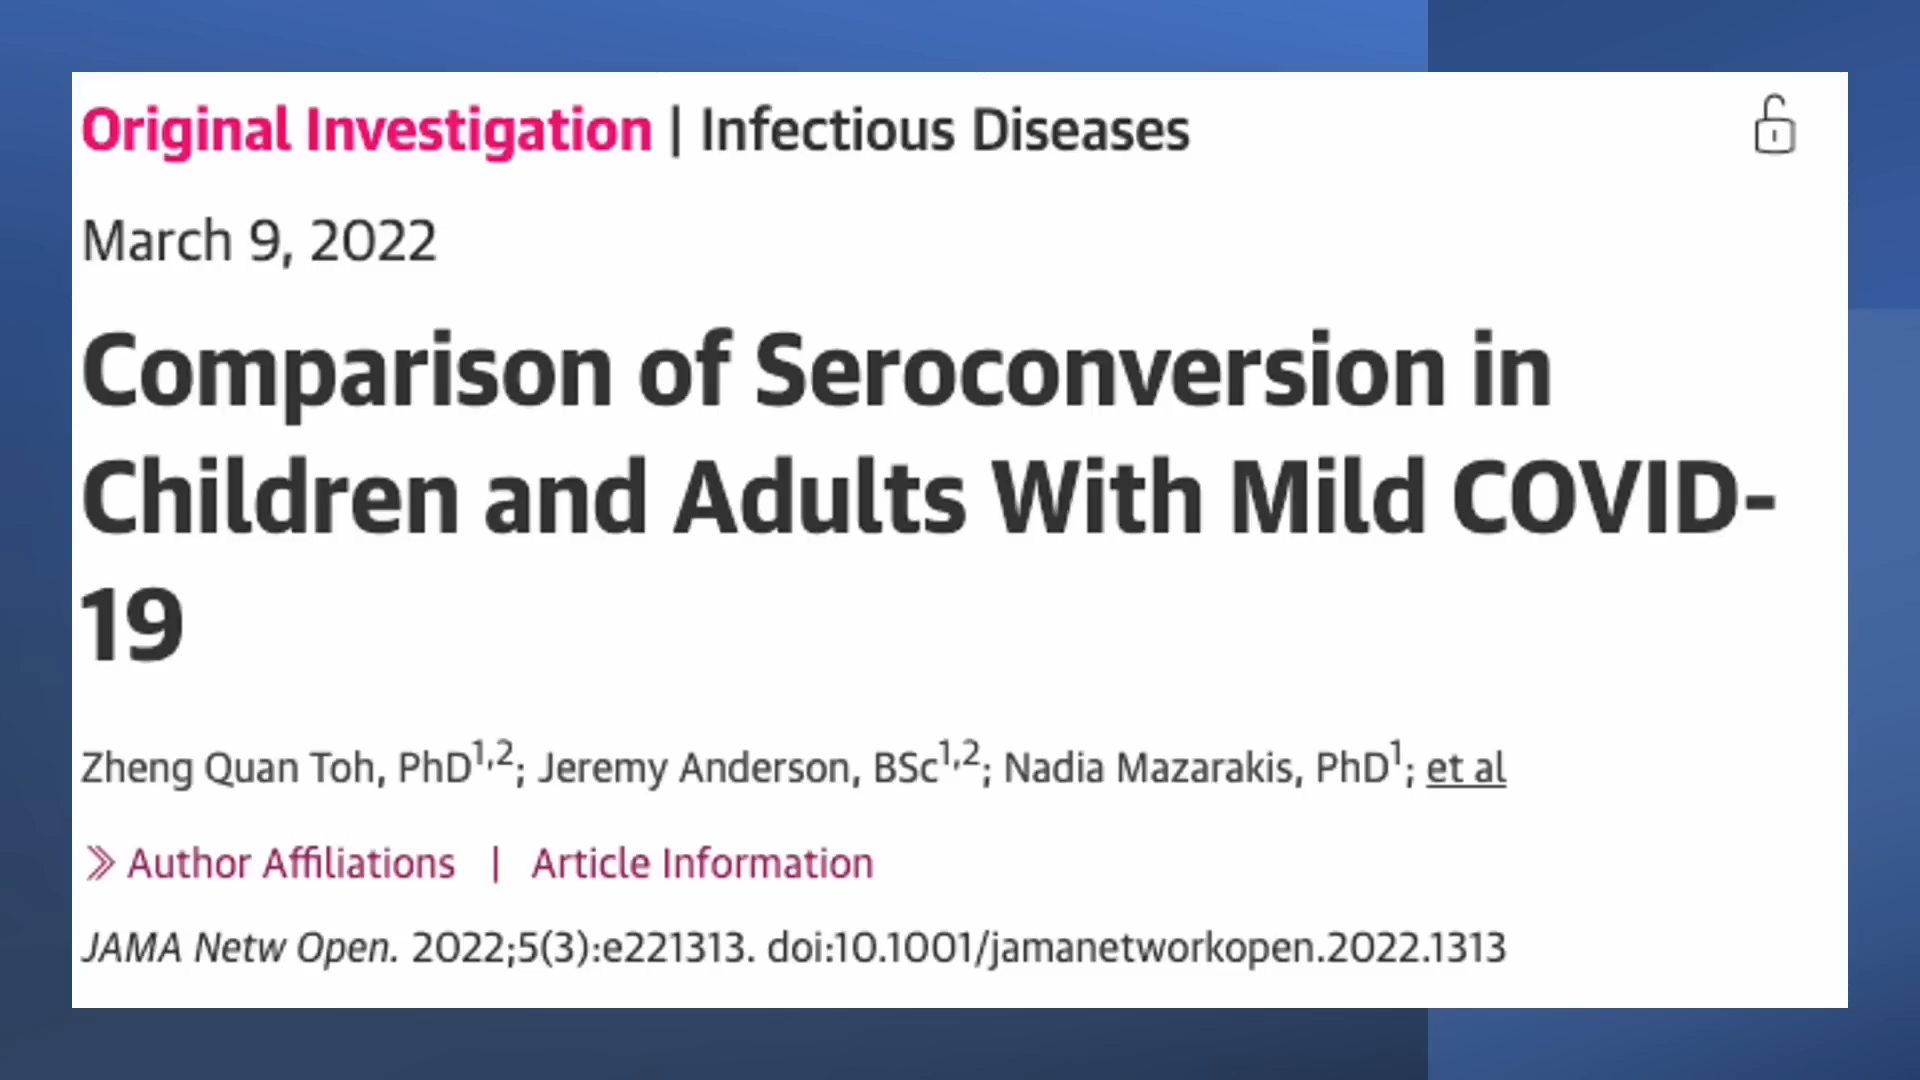 Original Investigation | Infectious Diseases
March 9, 2022
Comparison of Seroconversion in
Children and Adults With Mild COVID-
19
Zheng Quan Toh, PhD1,2; Jeremy Anderson, BSc1,2; Nadia Mazarakis, PhD1; et al
Author Affiliations | Article Information
JAMA Netw Open. 2022;5(3):e221313. doi:10.1001/jamanetworkopen.2022.1313